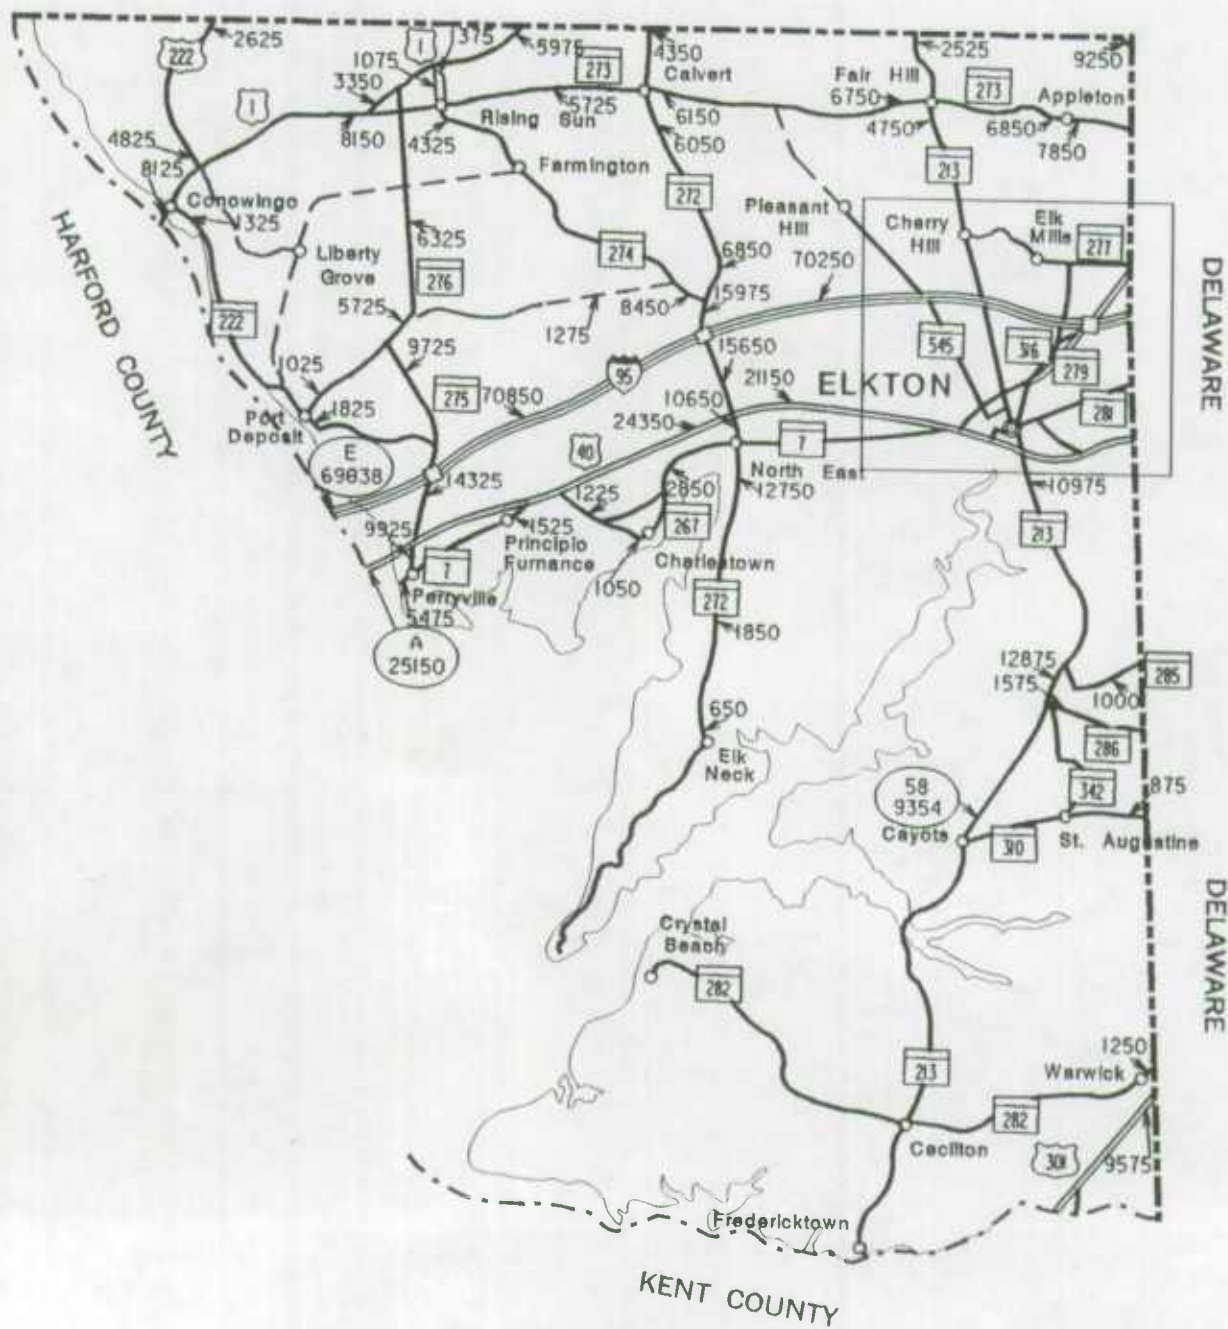 222
2625
1
375
1075
5975
3350
273
4350
Calvert
Fair Hill
6750
2525
273
9250
Appleton
1
5725
8150
4325
Rising Sun
6150
6050
4750
6850
7850
4825
8125
Conowingo
1325
Farmington
272
213
Pleasant
Hill
Cherry
Hill
Elk
Mills
277
HARFORD COUNTY
Liberty
Grove
6325
276
274
6850
70250
DELAWARE
222
5725
1275
8450
15975
9725
95
15650
545
316
279
1025
275
70850
21150
ELKTON
10650
281
Port
Deposit
1825
24350
40
7
E
69838
14325
North East
12750
1225
2850
10975
9925
1525
267
213
Principio
Furnance
Charlestown
7
Perryville
1050
272
5475
A
25150
1850
12875
1575
285
1000
650
286
Elk
Neck
58
9354
342
875
Cayots
310
St. Augustine
Crystal
Beach
282
DELAWARE
1250
213
Warwick
282
Cecilton
301
9575
Fredericktown
KENT COUNTY